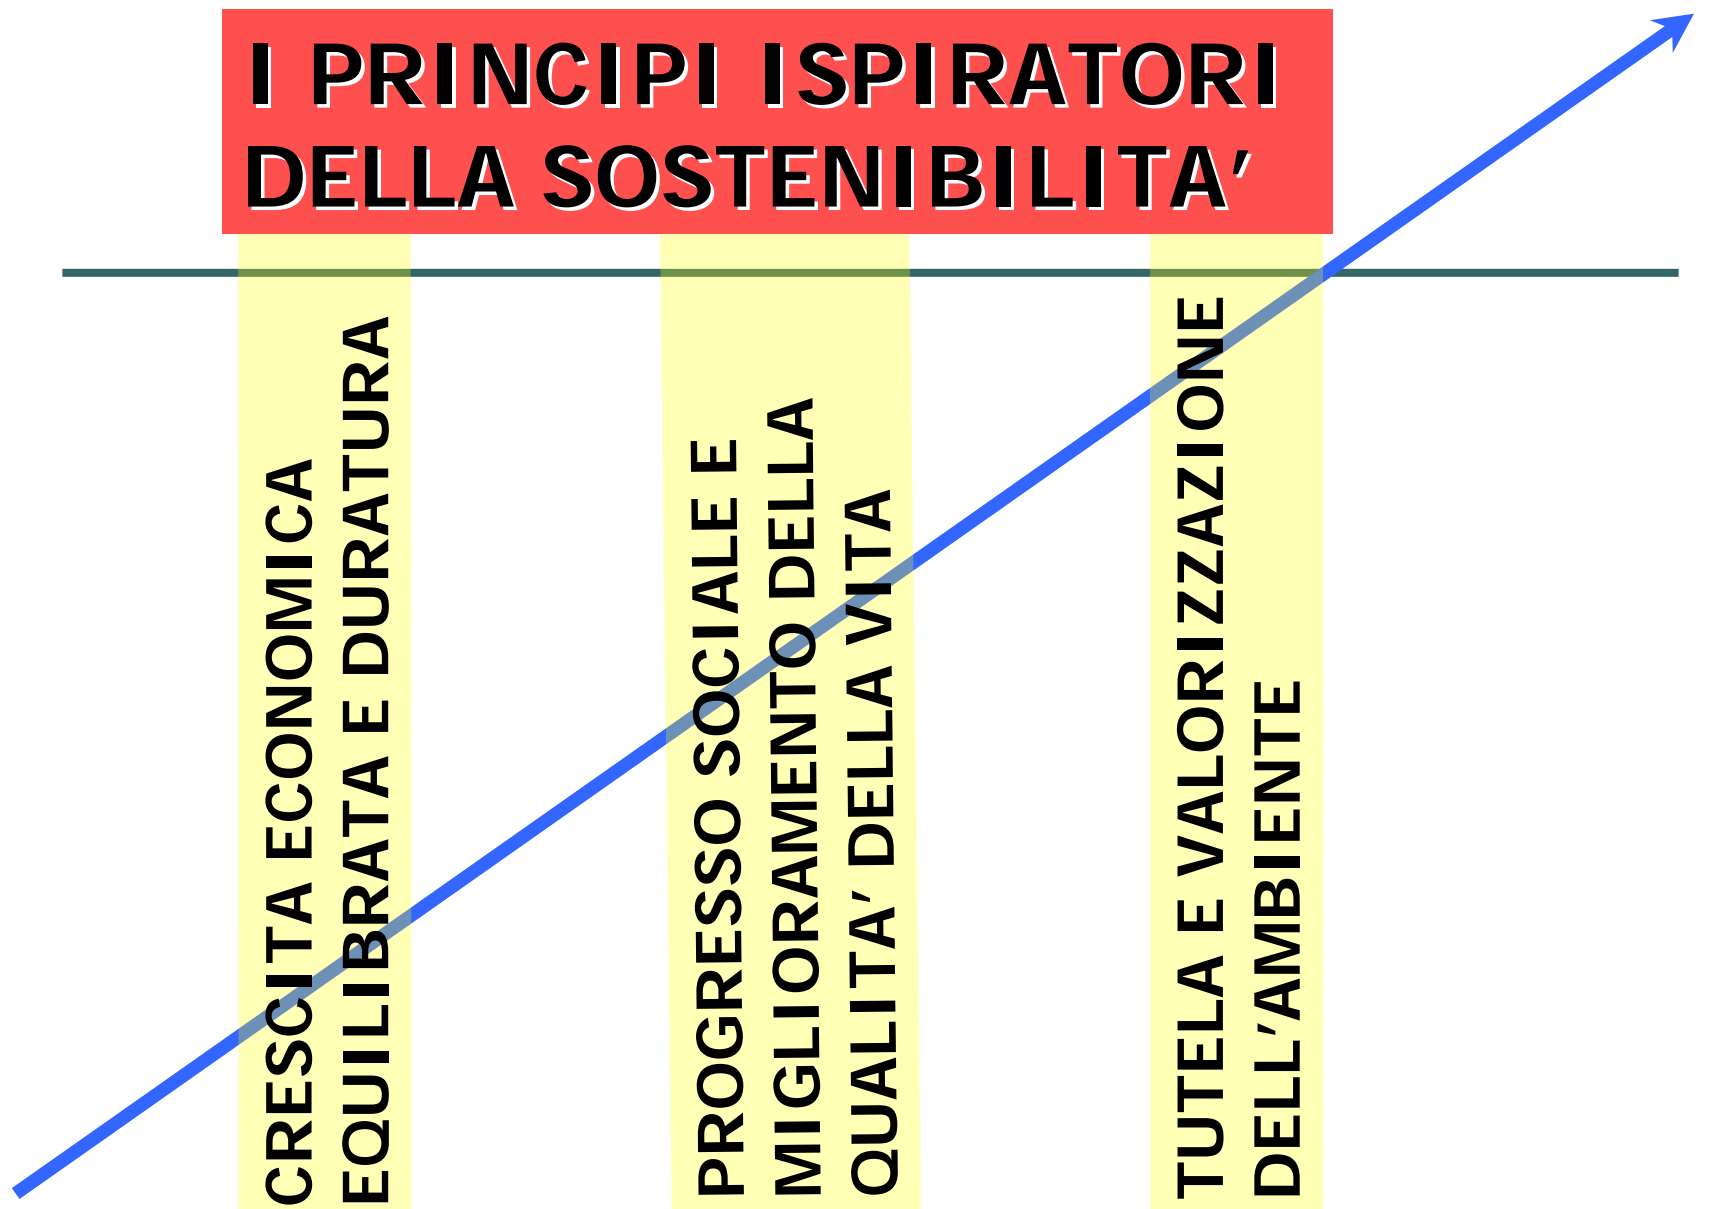 I PRINCIPI ISPIRATORI
DELLA SOSTENIBILITA’
CRESCITA ECONOMICA
EQUILIBRATA E DURATURA
PROGRESSO SOCIALE E
MIGLIORAMENTO DELLA
QUALITA’ DELLA VITA
TUTELA E VALORIZZAZIONE
DELL’AMBIENTE